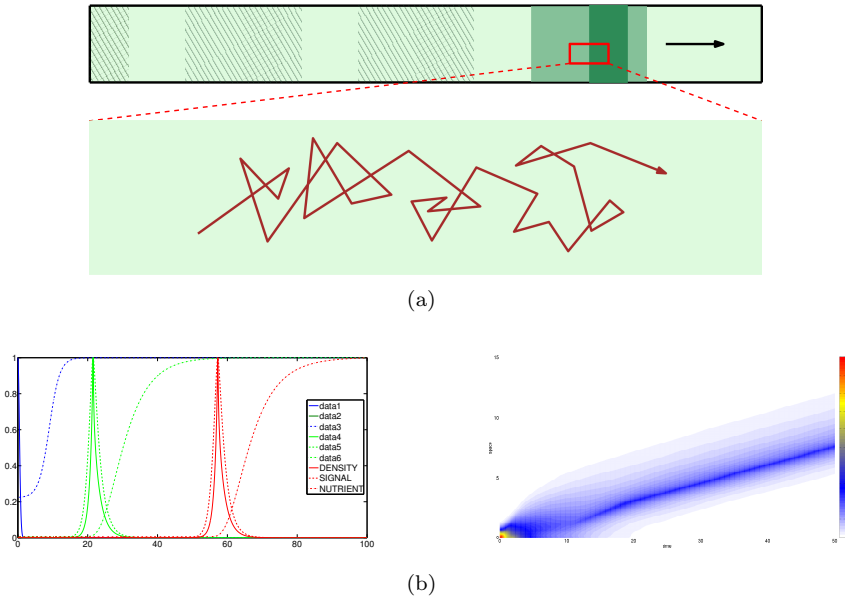 (a)
1
0.8
0.6
0.4
0.2
0
0 20 40 60 80 100
data1
data2
data3
data4
data5
data6
DENSITY
SIGNAL
NUTRIENT
15
10
5
0
space
0 10 20 30 40 50
time
(b)